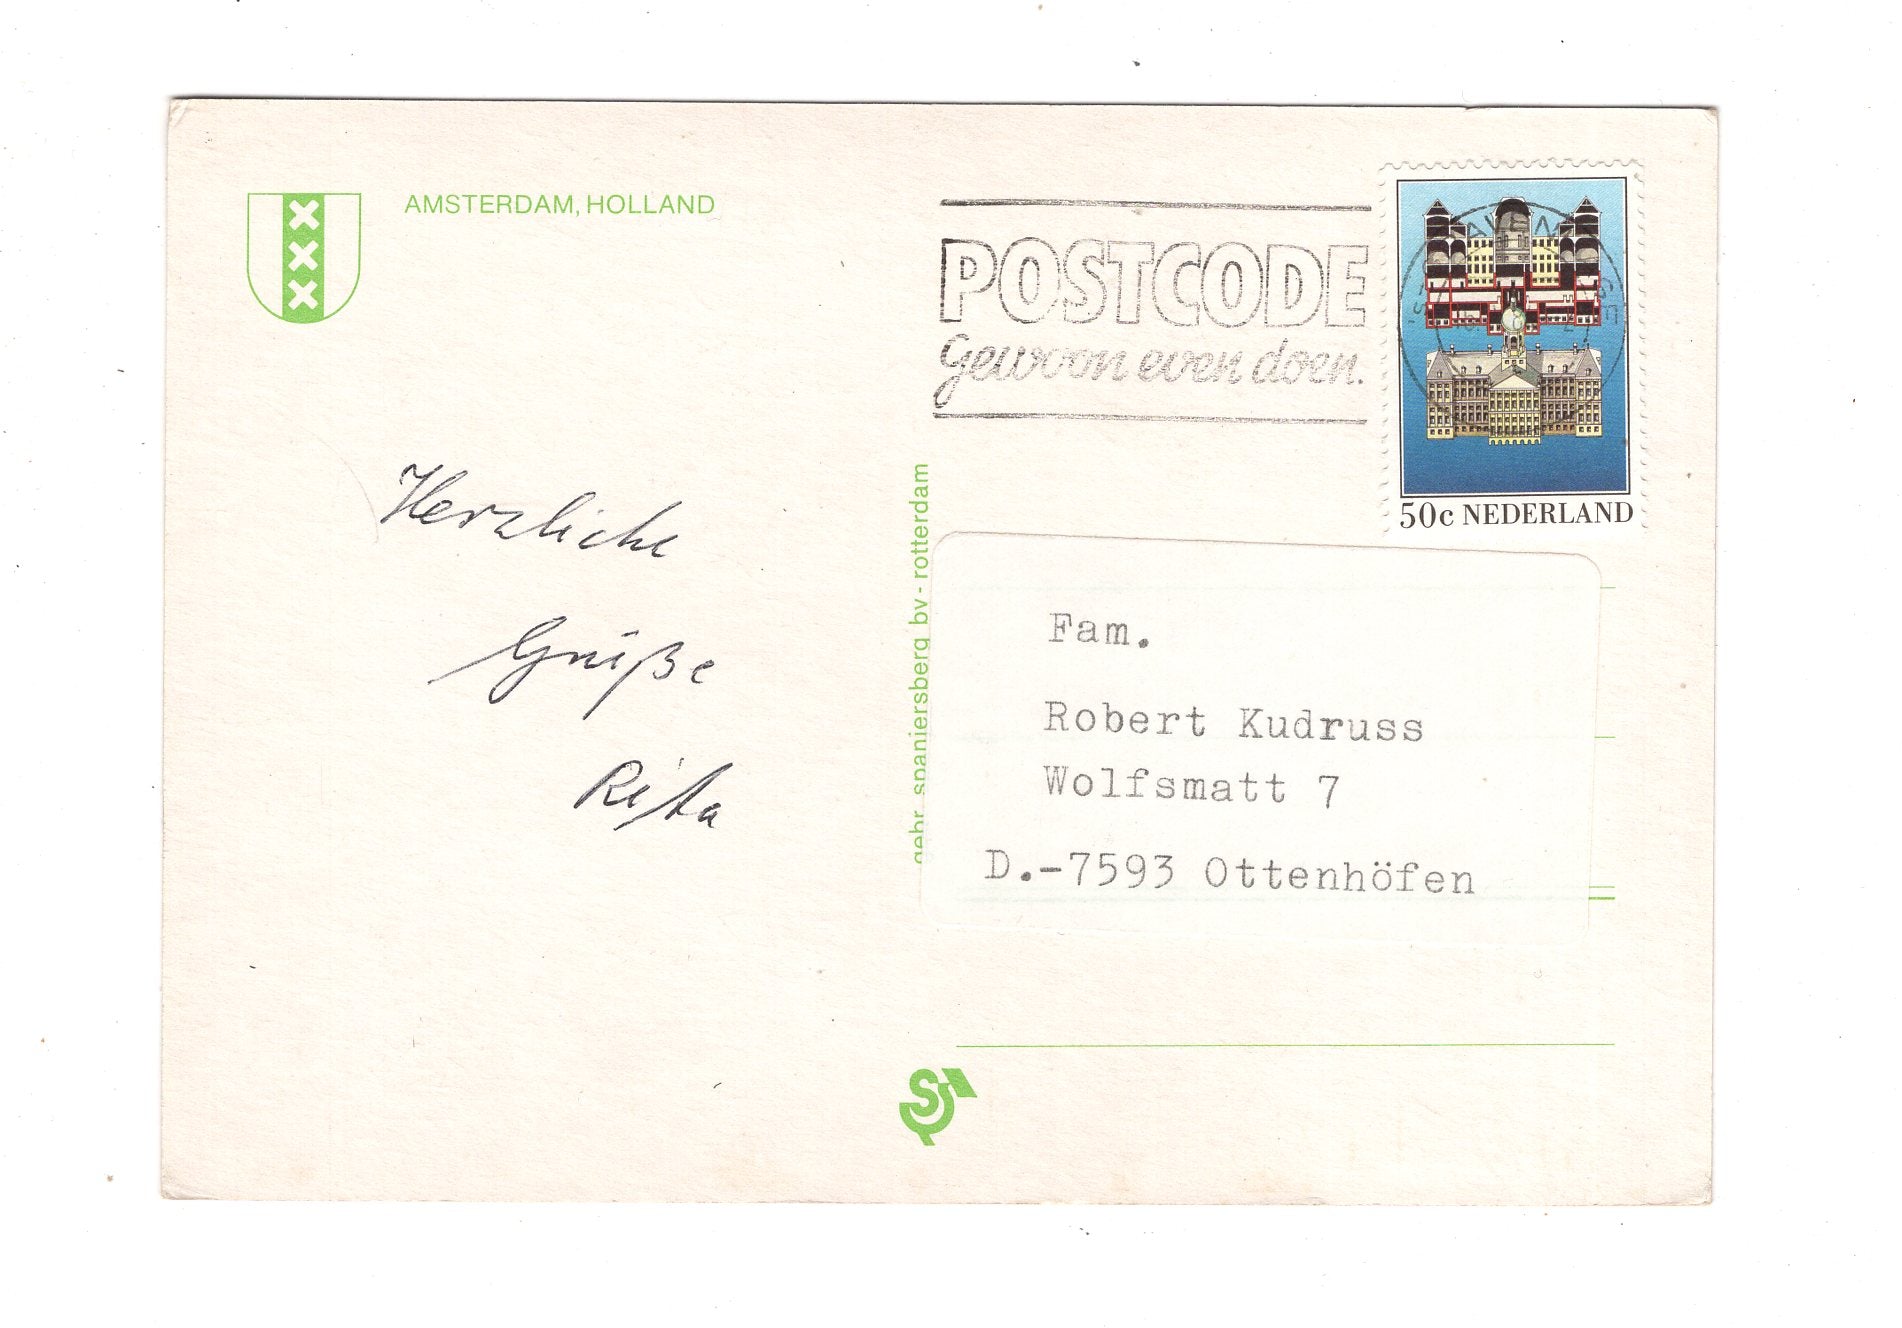 AMSTERDAM, HOLLAND
POSTCODE
Gewoon even doen.
50c NEDERLAND
Herzliche
Grüße
Rita
gebr. spaniersberg bv - rotterdam
Fam.
Robert Kudruss
Wolfsmatt 7
D.-7593 Ottenhöfen